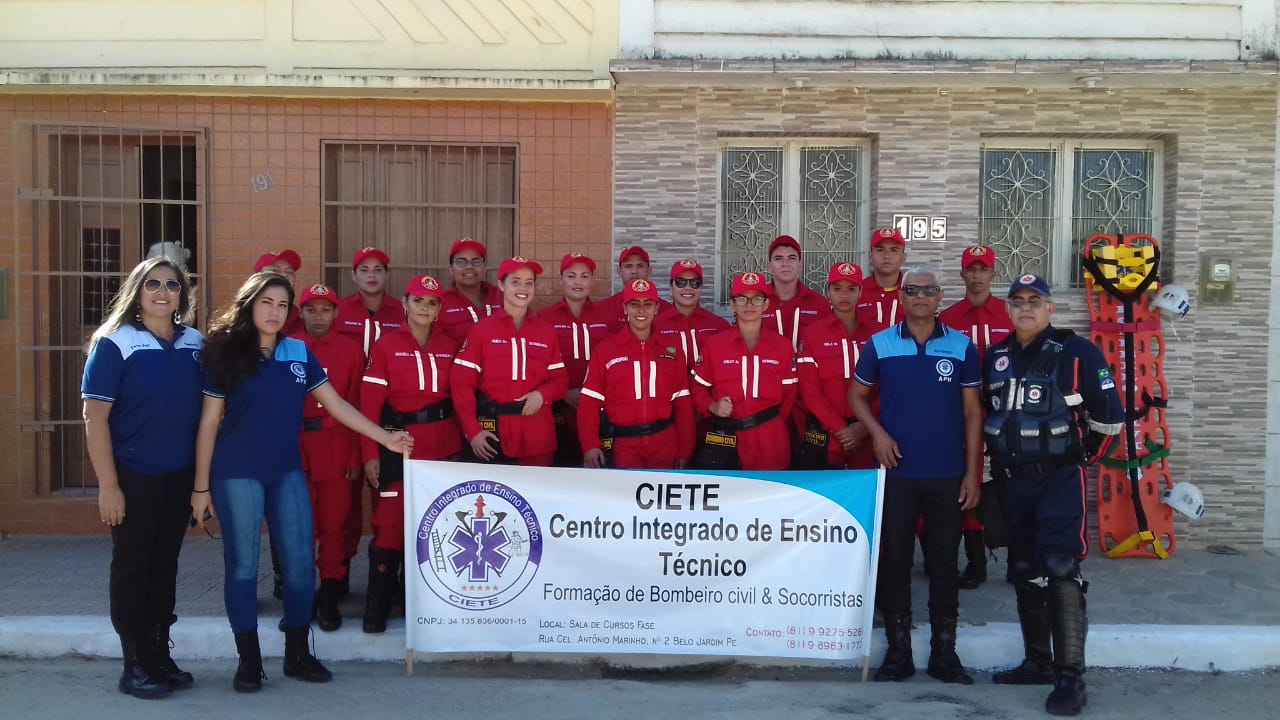 191
195
APH
APH
BOMBEIRO CIVIL
CIETE
Centro Integrado de Ensino
Técnico
Formação de Bombeiro civil & Socorristas
Centro Integrado de Ensino Técnico
CIETE
CNPJ: 34.135.836/0001-15
Local: Sala de Cursos FASE
Rua Cel. Antônio Marinho, nº 2 Belo Jardim Pe.
Contato: (81) 9 9275-528
(81) 9 8963-177